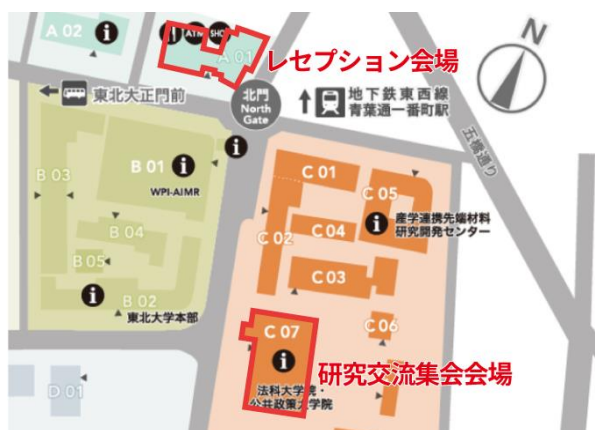 A 02
ATM
SHOP
A 01
レセプション会場
N
東北大正門前
北門
North
Gate
地下鉄東西線
青葉通一番町駅
五橋通り
B 03
B 01
WPI-AIMR
C 01
C 05
B 04
C 02
C 04
産学連携先端材料
研究開発センター
B 05
C 03
B 02
東北大学本部
C 07
C 06
研究交流集会会場
D 01
法科大学院・
公共政策大学院